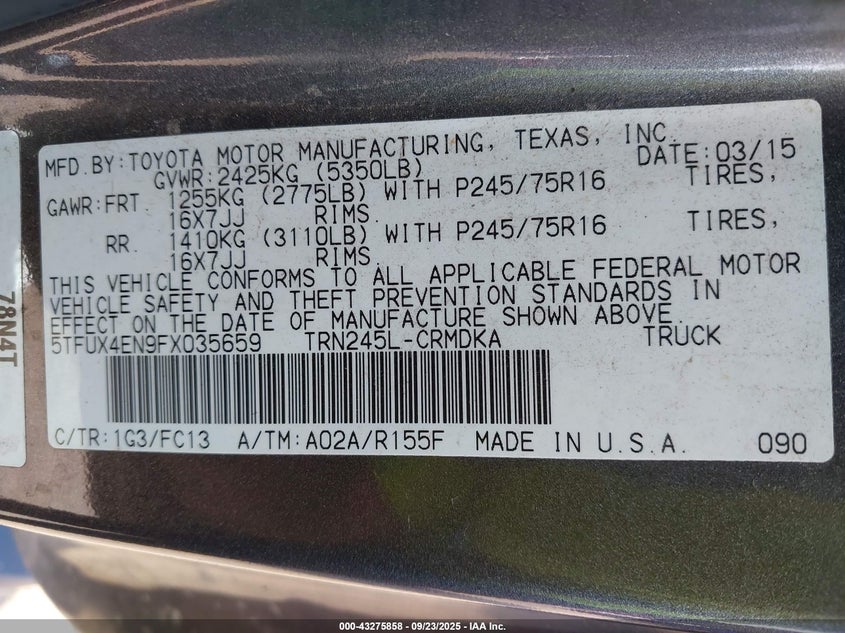 MFD.BY:TOYOTA MOTOR MANUFACTURING, TEXAS, INC.
DATE:03/15
GVWR:2425KG (5350LB)
GAWR:FRT. 1255KG (2775LB) WITH P245/75R16 TIRES,
16X7JJ RIMS.
RR. 1410KG (3110LB) WITH P245/75R16 TIRES,
16X7JJ RIMS.
THIS VEHICLE CONFORMS TO ALL APPLICABLE FEDERAL MOTOR
VEHICLE SAFETY AND THEFT PREVENTION STANDARDS IN
EFFECT ON THE DATE OF MANUFACTURE SHOWN ABOVE.
5TFUX4EN9FX035659 TRN245L-CRMDKA TRUCK
C/TR:1G3/FC13 A/TM:A02A/R155F MADE IN U.S.A. 090
78N4T
000-43275858 - 09/23/2025 - IAA Inc.